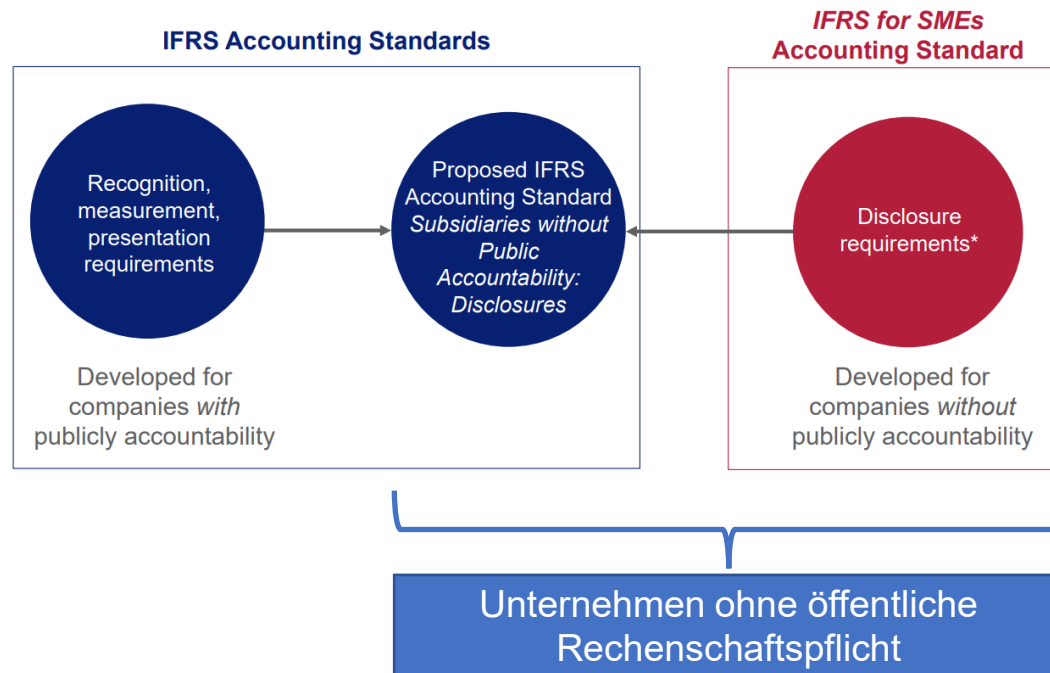 IFRS Accounting Standards
IFRS for SMEs
Accounting Standard
Recognition,
measurement,
presentation
requirements
Proposed IFRS
Accounting Standard
Subsidiaries without
Public
Accountability:
Disclosures
Disclosure
requirements*
Developed for
companies with
publicly accountability
Developed for
companies without
publicly accountability
Unternehmen ohne öffentliche
Rechenschaftspflicht